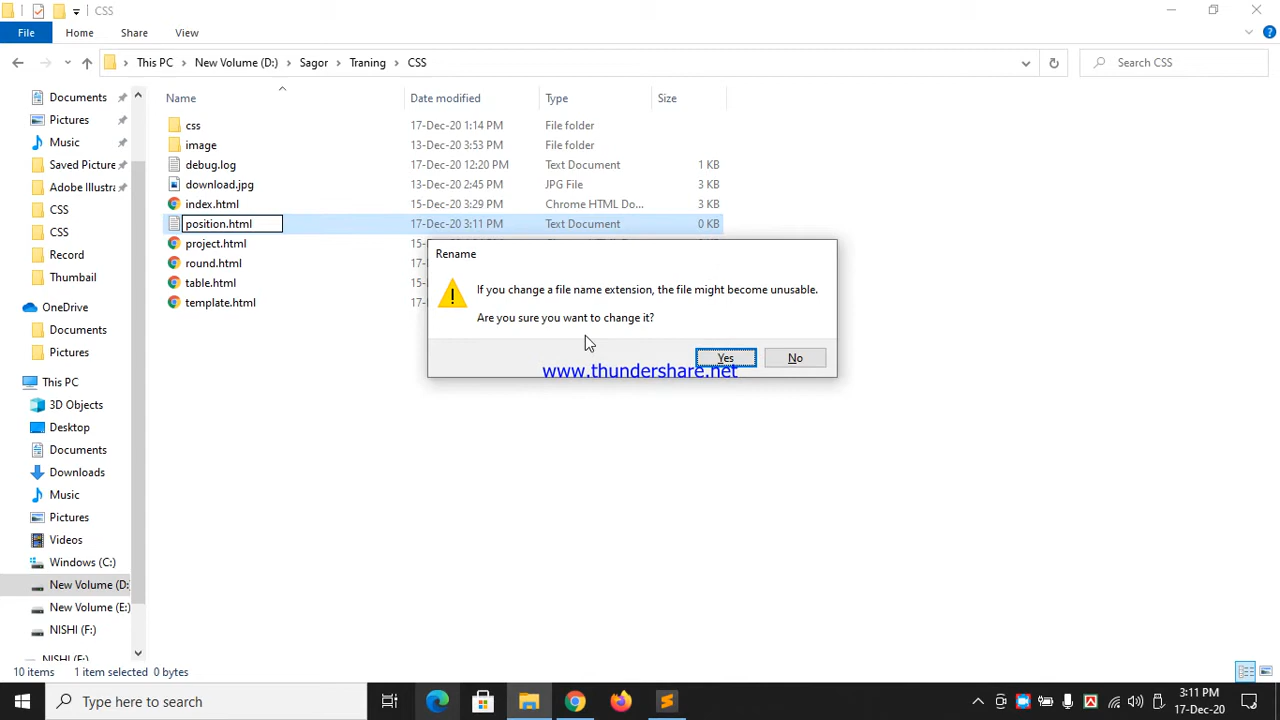 CSS
File Home Share View
This PC New Volume (D:) Sagor Traning CSS Search CSS
Name Date modified Type Size
Documents
Pictures
Music
Saved Picture
Adobe Illustra
CSS
CSS
Record
Thumbail
OneDrive
Documents
Pictures
This PC
3D Objects
Desktop
Documents
Downloads
Music
Pictures
Videos
Windows (C:)
New Volume (D:
New Volume (E:)
NISHI (F:)
NISHI (F:)
css 17-Dec-20 1:14 PM File folder
image 13-Dec-20 3:53 PM File folder
debug.log 17-Dec-20 12:20 PM Text Document 1 KB
download.jpg 13-Dec-20 2:45 PM JPG File 3 KB
index.html 15-Dec-20 3:29 PM Chrome HTML Do... 3 KB
position.html 17-Dec-20 3:11 PM Text Document 0 KB
project.html 15-
round.html 17-
table.html 15-
template.html 17-
Rename
If you change a file name extension, the file might become unusable.
Are you sure you want to change it?
Yes No
www.thundershare.net
10 items 1 item selected 0 bytes
Type here to search
3:11 PM
17-Dec-20